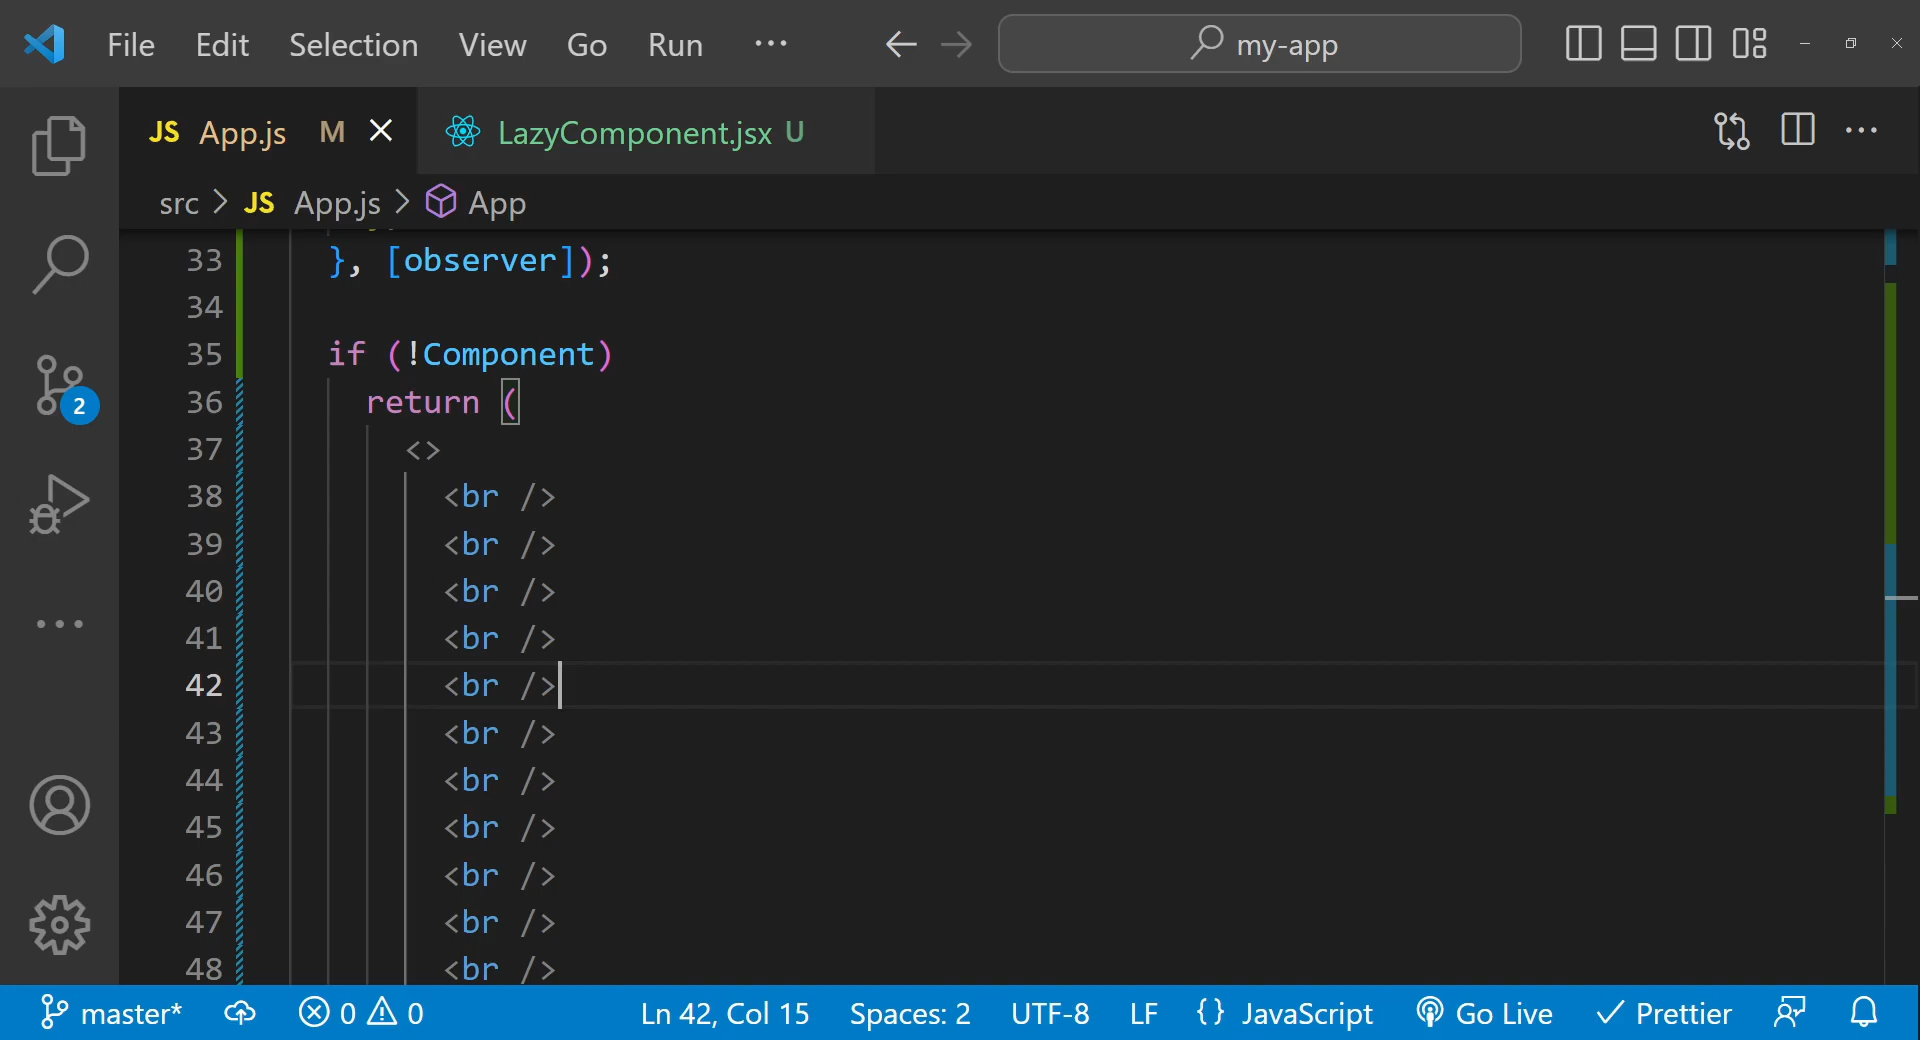 File Edit Selection View Go Run ··· my-app
JS App.js M LazyComponent.jsx U
src > JS App.js > App
33 }, [observer]);
34
35 if (!Component)
36 return (
37 <>
38 <br />
39 <br />
40 <br />
41 <br />
42 <br />
43 <br />
44 <br />
45 <br />
46 <br />
47 <br />
48 <br />
2
master* 0 0 Ln 42, Col 15 Spaces: 2 UTF-8 LF {} JavaScript Go Live Prettier